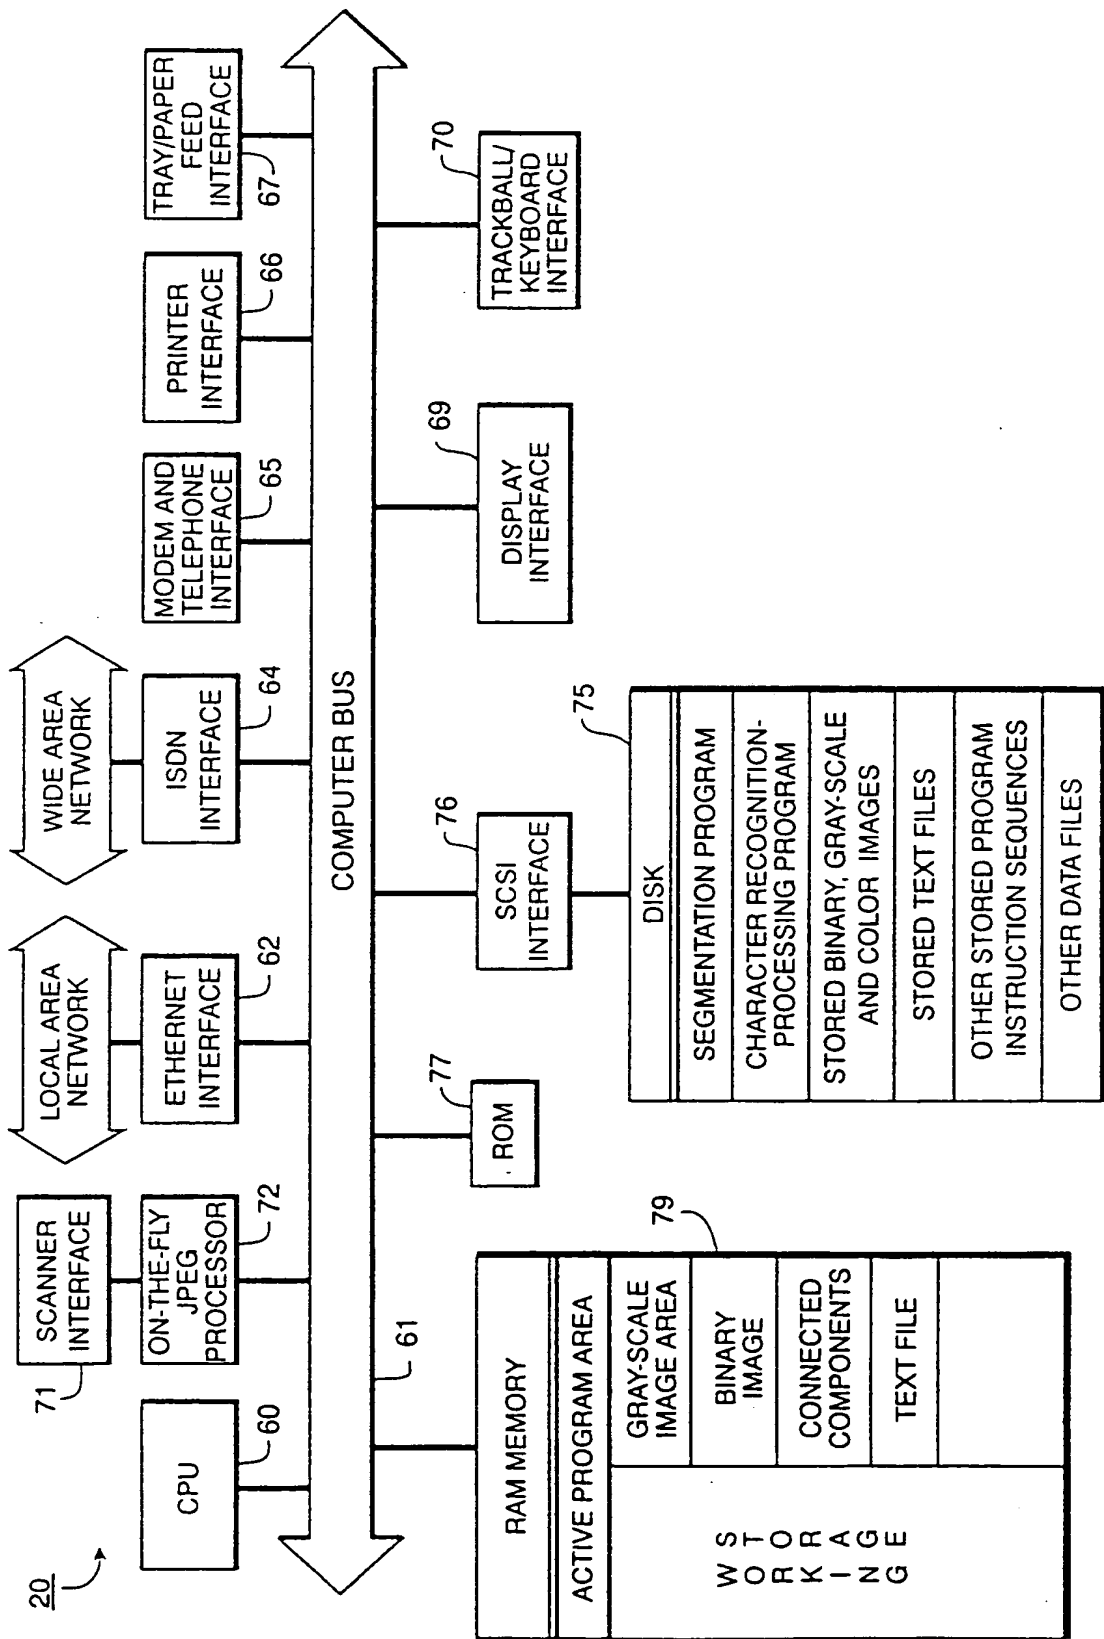 20
CPU
60
SCANNER
INTERFACE
71
ON-THE-FLY
JPEG
PROCESSOR
72
LOCAL AREA
NETWORK
ETHERNET
INTERFACE
62
WIDE AREA
NETWORK
ISDN
INTERFACE
64
MODEM AND
TELEPHONE
INTERFACE
65
PRINTER
INTERFACE
66
TRAY/PAPER
FEED
INTERFACE
67
COMPUTER BUS
61
RAM MEMORY
ACTIVE PROGRAM AREA
WORKING
STORAGE
GRAY-SCALE
IMAGE AREA
BINARY
IMAGE
CONNECTED
COMPONENTS
TEXT FILE
79
ROM
77
SCSI
INTERFACE
76
DISK
75
SEGMENTATION PROGRAM
CHARACTER RECOGNITION-
PROCESSING PROGRAM
STORED BINARY, GRAY-SCALE
AND COLOR IMAGES
STORED TEXT FILES
OTHER STORED PROGRAM
INSTRUCTION SEQUENCES
OTHER DATA FILES
DISPLAY
INTERFACE
69
TRACKBALL/
KEYBOARD
INTERFACE
70